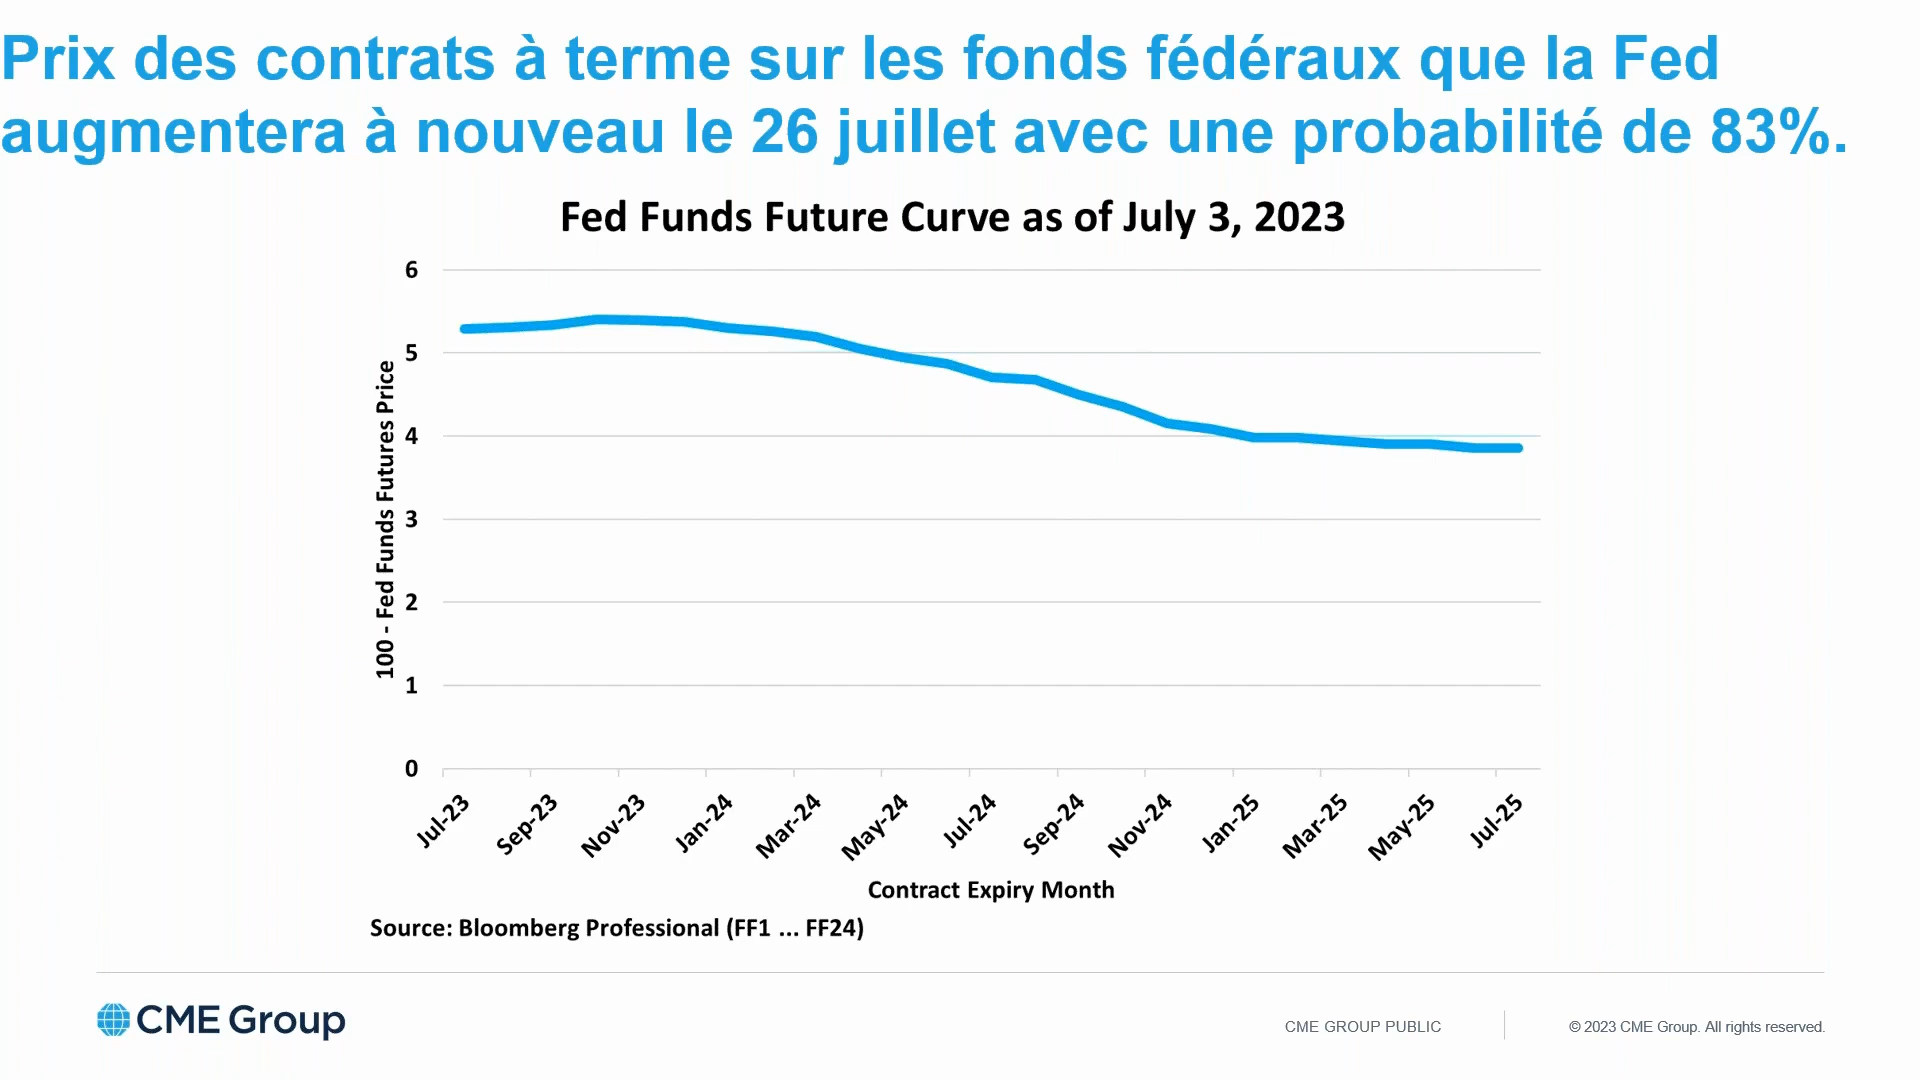 Prix des contrats à terme sur les fonds fédéraux que la Fed
augmentera à nouveau le 26 juillet avec une probabilité de 83%.
Fed Funds Future Curve as of July 3, 2023
100 - Fed Funds Futures Price
6
5
4
3
2
1
0
Jul-23
Sep-23
Nov-23
Jan-24
Mar-24
May-24
Jul-24
Sep-24
Nov-24
Jan-25
Mar-25
May-25
Jul-25
Contract Expiry Month
Source: Bloomberg Professional (FF1 ... FF24)
CME Group
CME GROUP PUBLIC
© 2023 CME Group. All rights reserved.